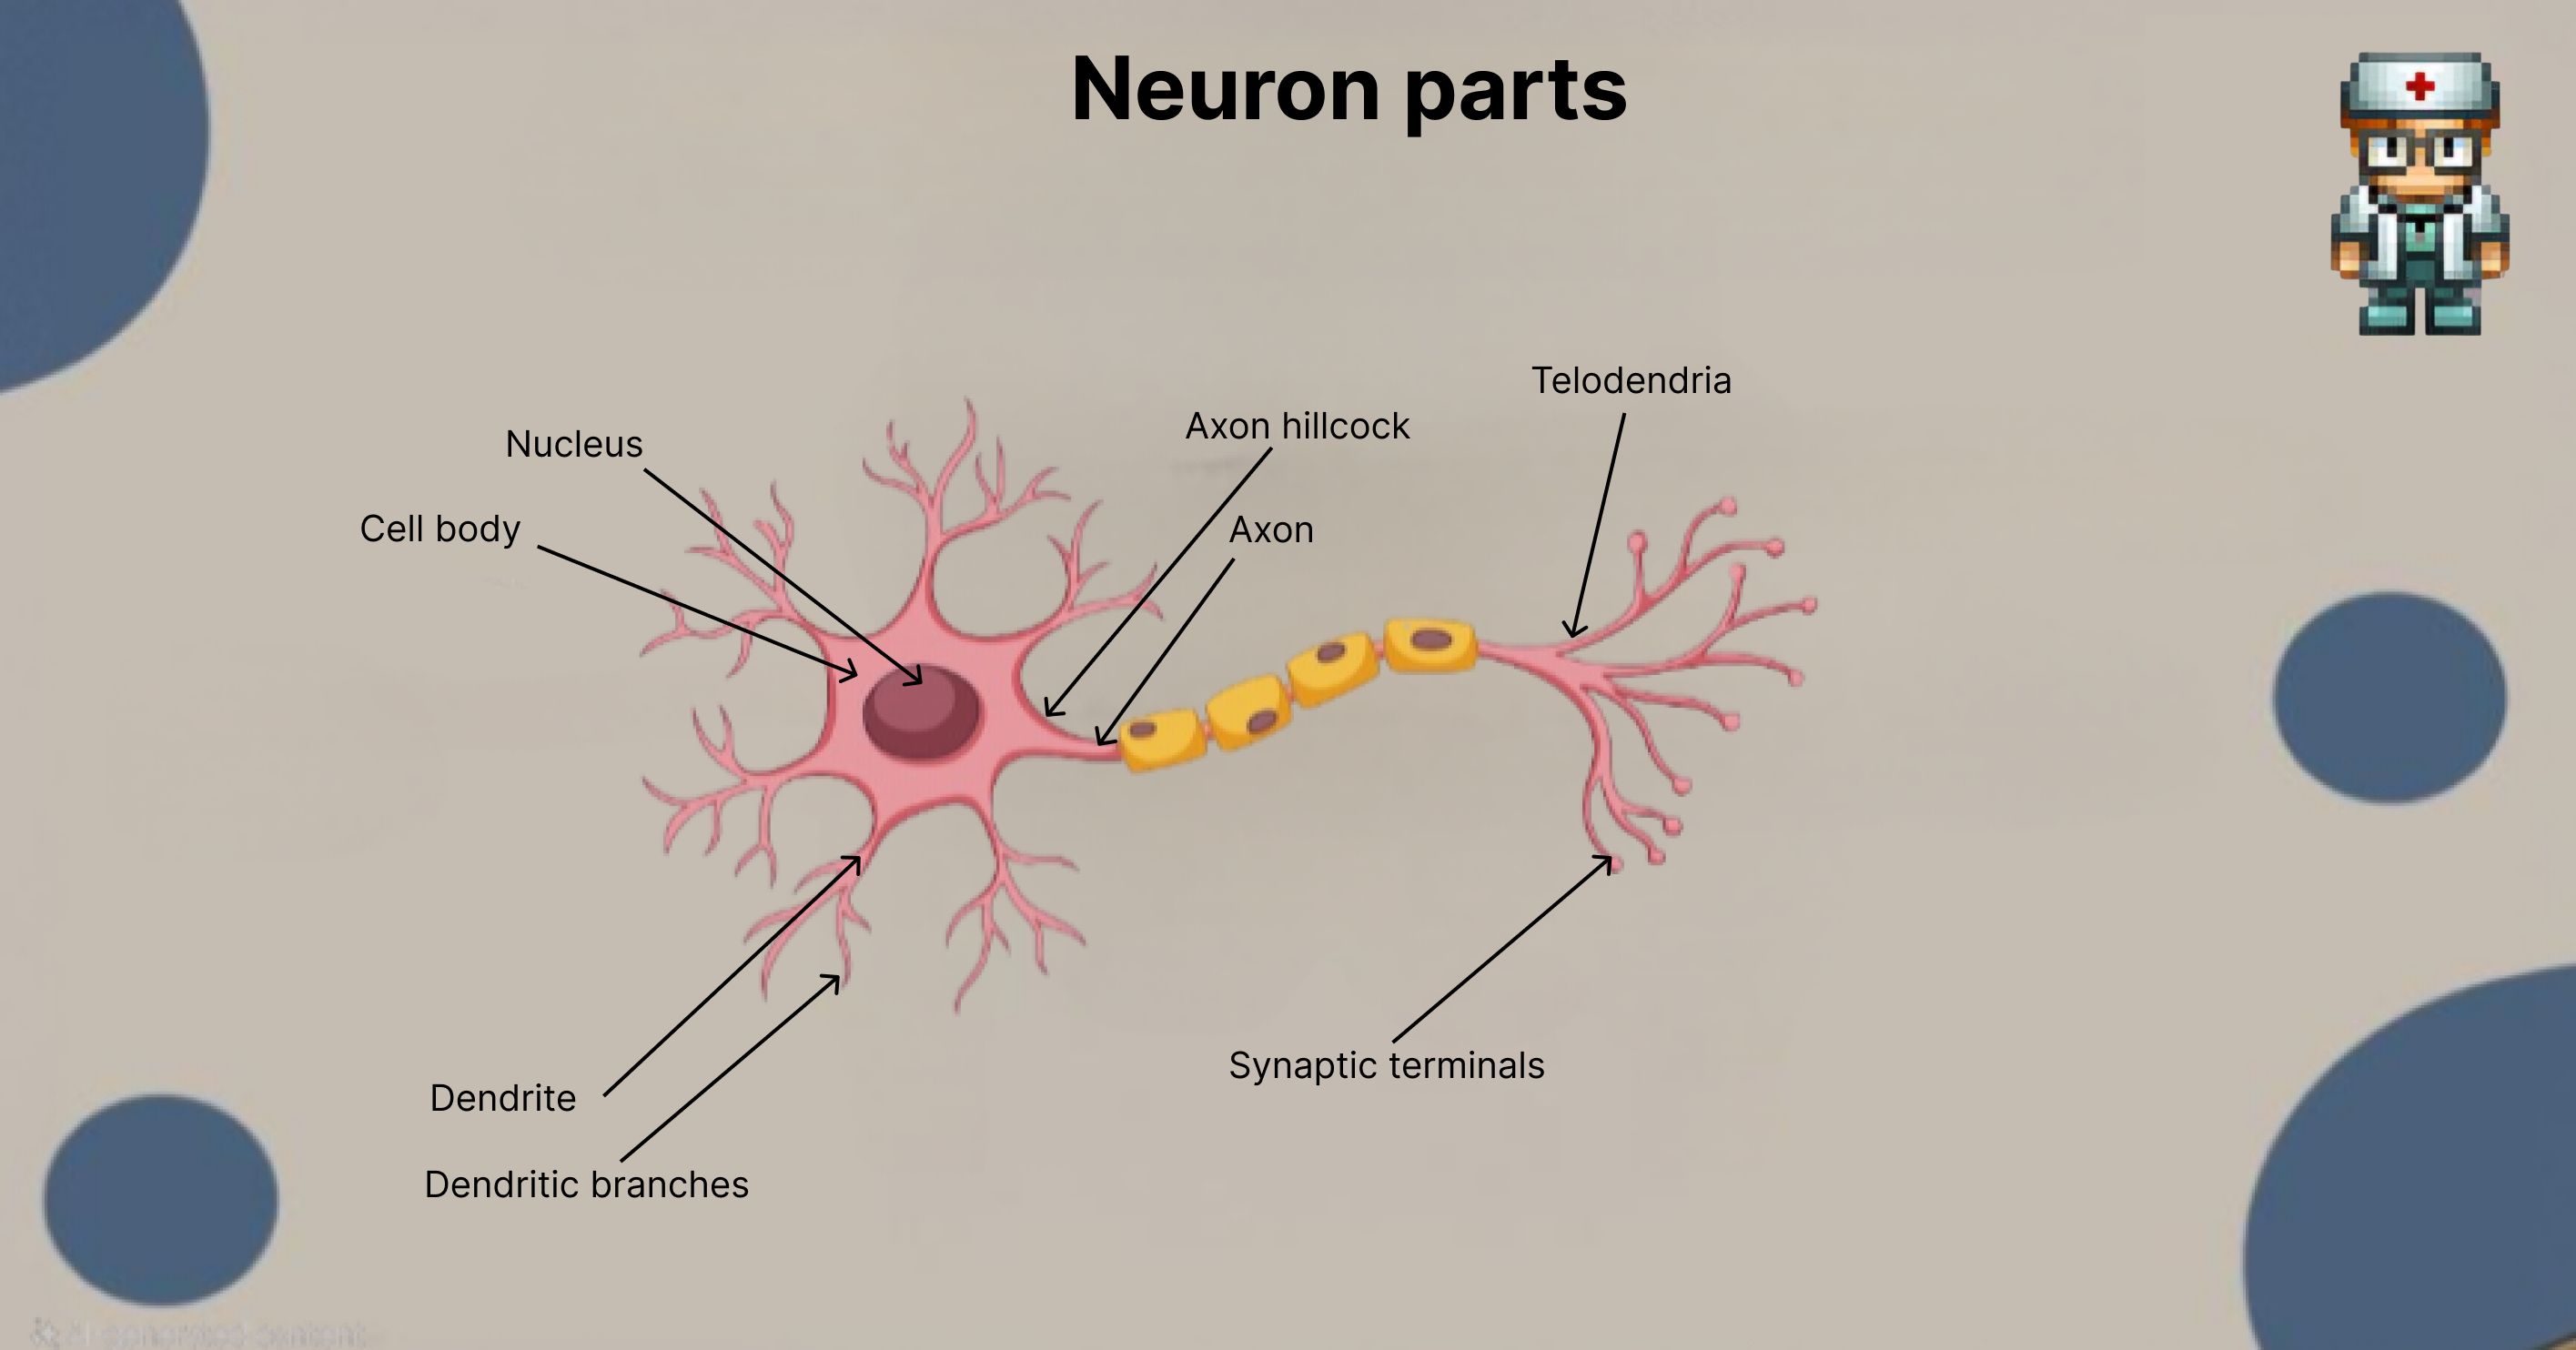 Neuron parts
Telodendria
Axon hillcock
Nucleus
Cell body
Axon
Synaptic terminals
Dendrite
Dendritic branches
AI generated content